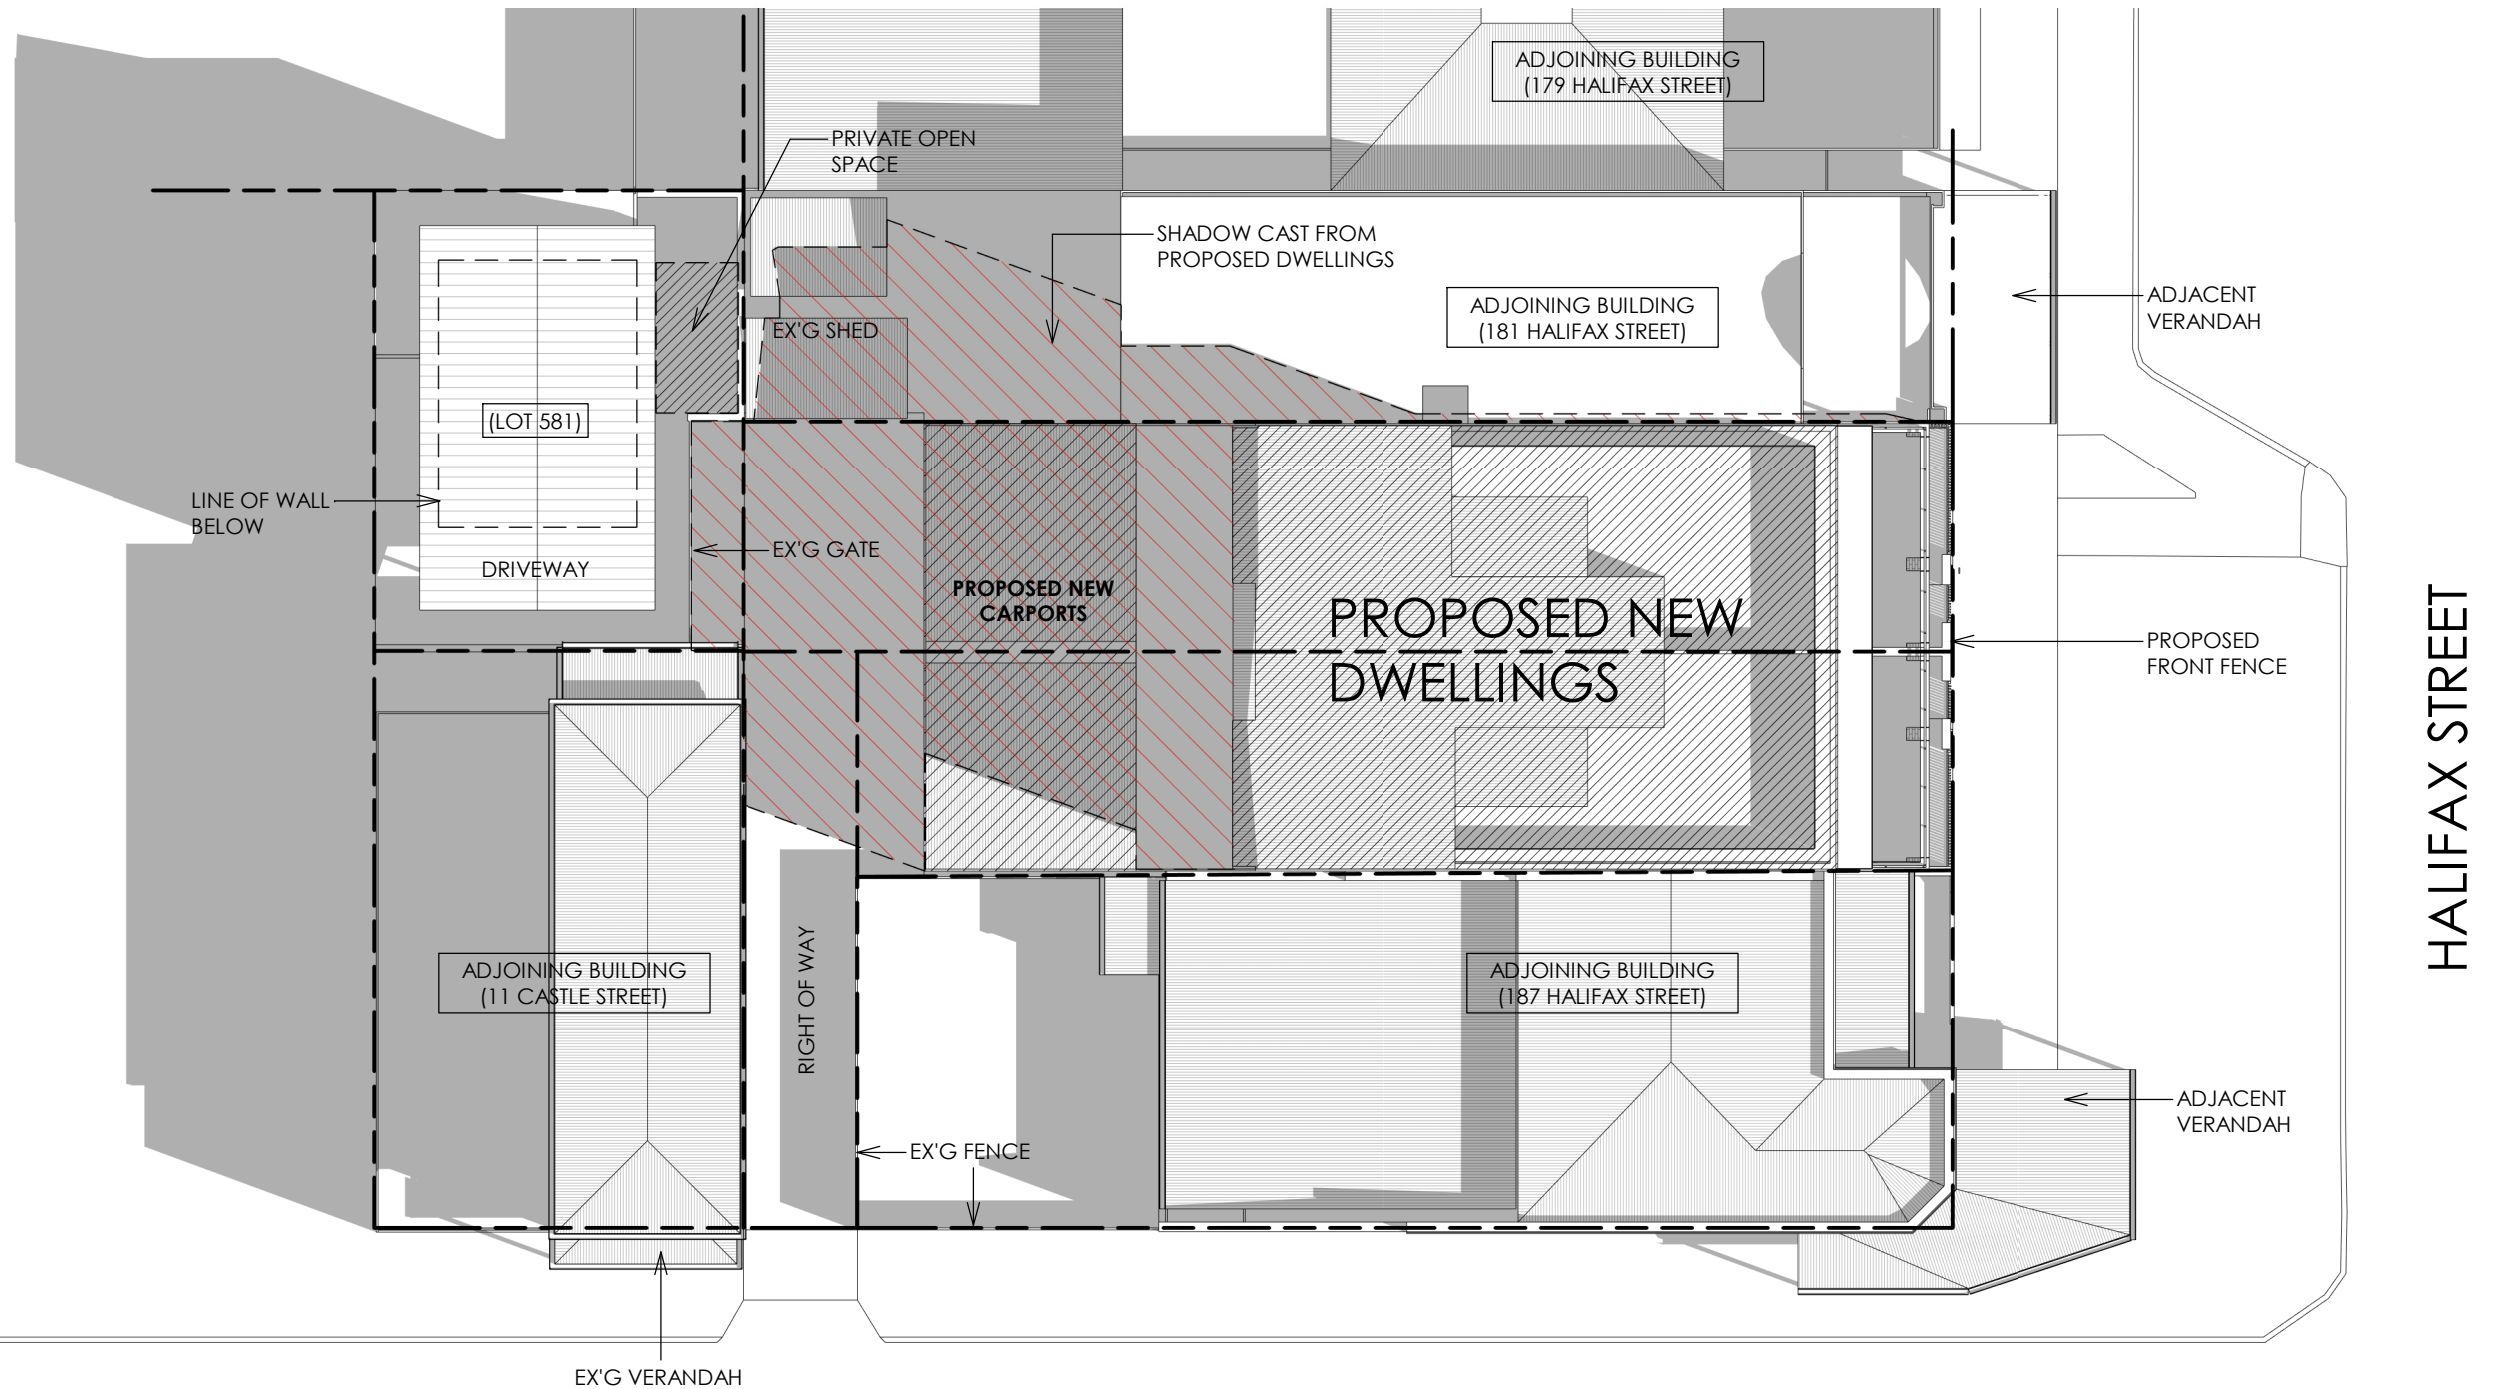 ADJOINING BUILDING
(179 HALIFAX STREET)
PRIVATE OPEN
SPACE
SHADOW CAST FROM
PROPOSED DWELLINGS
ADJOINING BUILDING
(181 HALIFAX STREET)
ADJACENT
VERANDAH
EX'G SHED
(LOT 581)
LINE OF WALL
BELOW
EX'G GATE
DRIVEWAY
PROPOSED NEW
CARPORTS
PROPOSED NEW
DWELLINGS
PROPOSED
FRONT FENCE
HALIFAX STREET
ADJOINING BUILDING
(11 CASTLE STREET)
RIGHT OF WAY
ADJOINING BUILDING
(187 HALIFAX STREET)
ADJACENT
VERANDAH
EX'G FENCE
EX'G VERANDAH